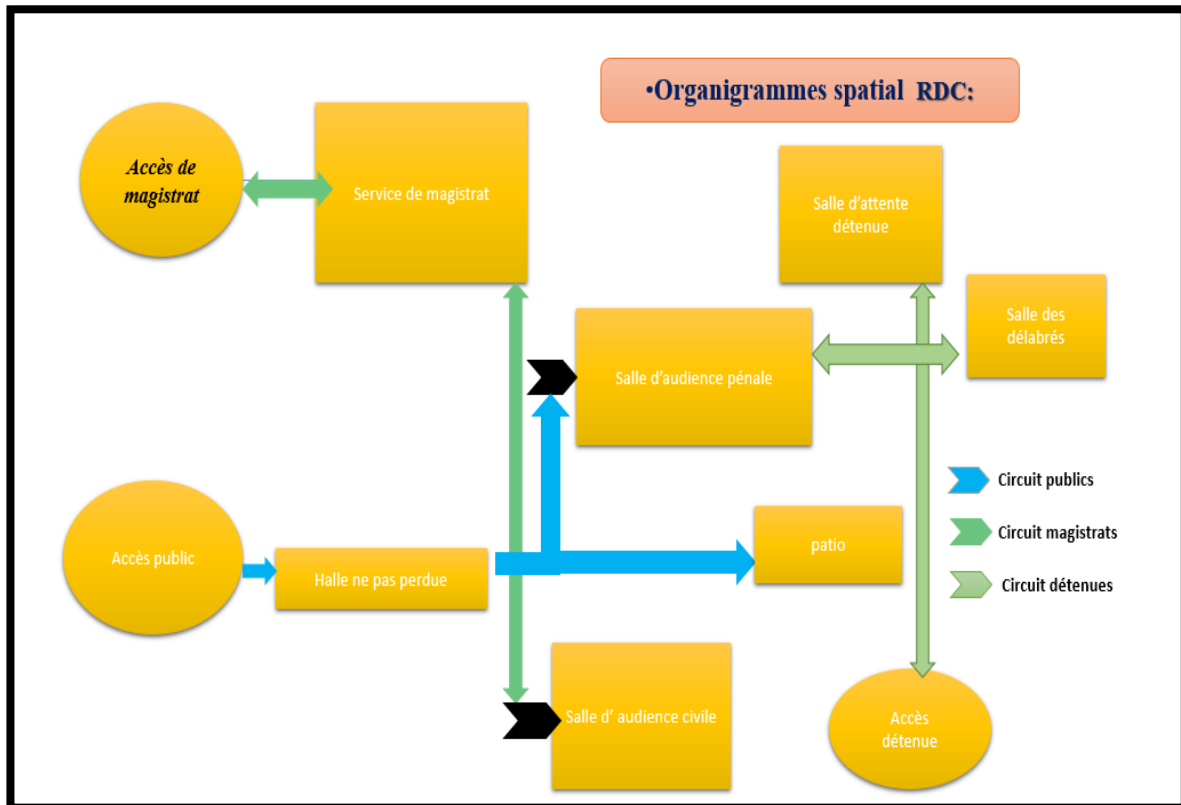 •Organigrammes spatial RDC:
Accès de
magistrat
Service de magistrat
Salle d'attente
détenue
Salle des
délabrés
Salle d'audience pénale
Circuit publics
Accès public
Halle ne pas perdue
patio
Circuit magistrats
Circuit détenues
Salle d' audience civile
Accès
détenue